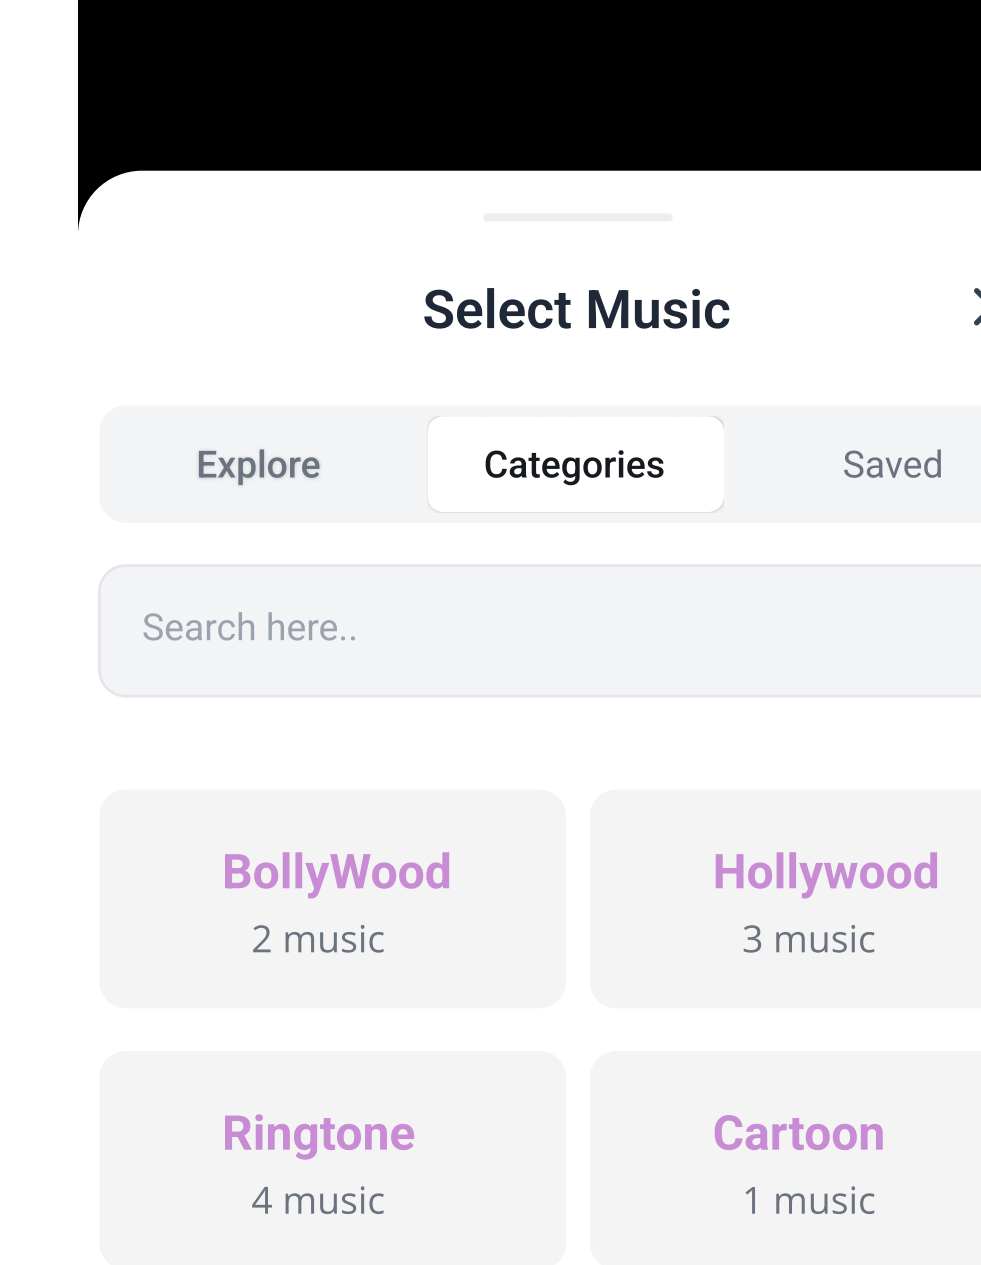 Select Music
Explore
Categories
Saved
Search here..
BollyWood
Hollywood
2 music
3 music
Ringtone
Cartoon
4 music
1 music